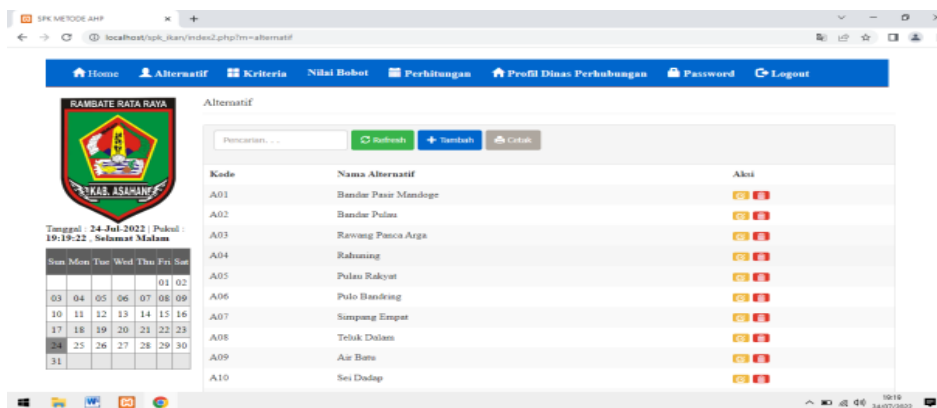 SPK METODE AHP
localhost/spk_ikan/index2.php?m=alternatif
Home Alternatif Kriteria Nilai Bobot Perhitungan Profil Dinas Perhubungan Password Logout
RAMBATE RATA RAYA
KAB. ASAHAN
Tanggal : 24-Jul-2022 | Pukul :
19:19:22 , Selamat Malam
Sun Mon Tue Wed Thu Fri Sat
01 02
03 04 05 06 07 08 09
10 11 12 13 14 15 16
17 18 19 20 21 22 23
24 25 26 27 28 29 30
31
Alternatif
Pencarian. . . Refresh Tambah Cetak
Kode Nama Alternatif Aksi
A01 Bandar Pasir Mandoge
A02 Bandar Pulau
A03 Rawang Panca Arga
A04 Rahuning
A05 Pulau Rakyat
A06 Pulo Bandring
A07 Simpang Empat
A08 Teluk Dalam
A09 Air Batu
A10 Sei Dadap
19:19
24/07/2022